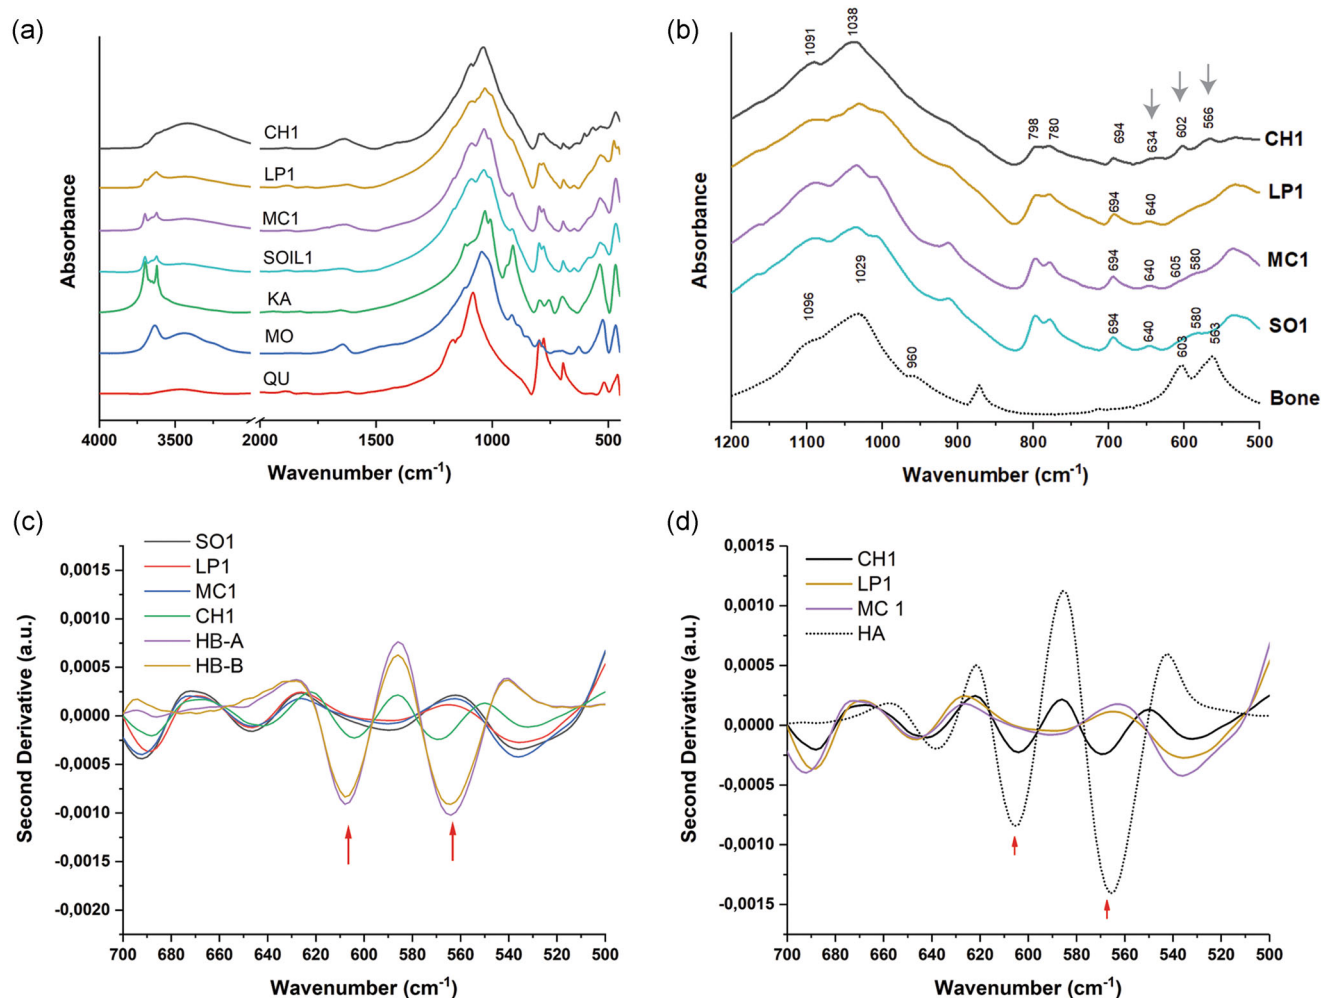 (a)
Absorbance
CH1
LP1
MC1
SOIL1
KA
MO
QU
4000 3500 2000 1500 1000 500
Wavenumber (cm-1)
(b)
Absorbance
1091 1038
798 780 694 634 602 566
CH1
694 640
LP1
694 640 605 580
MC1
1096 1029 960 694 640 603 580 563
SO1
Bone
1200 1100 1000 900 800 700 600 500
Wavenumber (cm-1)
(c)
Second Derivative (a.u.)
SO1
LP1
MC1
CH1
HB-A
HB-B
0,0015
0,0010
0,0005
0,0000
-0,0005
-0,0010
-0,0015
-0,0020
700 680 660 640 620 600 580 560 540 520 500
Wavenumber (cm-1)
(d)
Second Derivative (a.u.)
CH1
LP1
MC 1
HA
0,0015
0,0010
0,0005
0,0000
-0,0005
-0,0010
-0,0015
700 680 660 640 620 600 580 560 540 520 500
Wavenumber (cm-1)